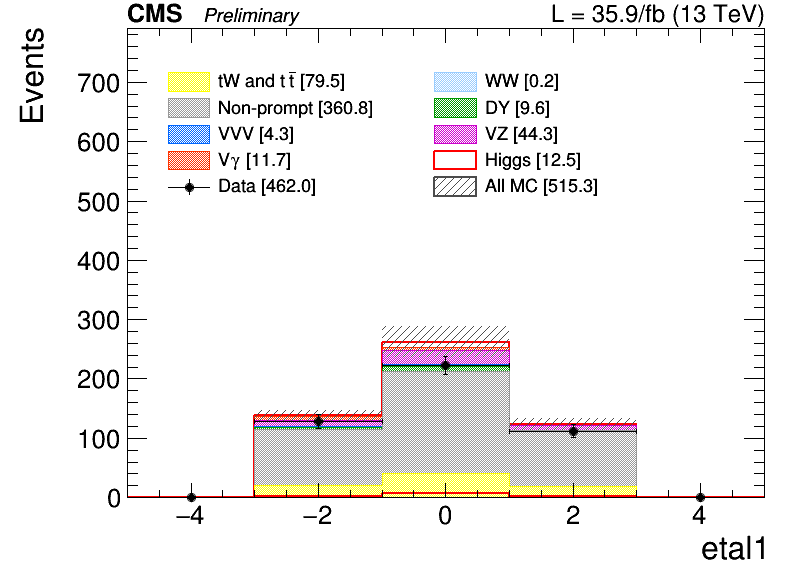 CMS Preliminary L = 35.9/fb (13 TeV)
Events
700
600
500
400
300
200
100
0
tW and t t̄ [79.5] WW [0.2]
Non-prompt [360.8] DY [9.6]
VVV [4.3] VZ [44.3]
Vγ [11.7] Higgs [12.5]
Data [462.0] All MC [515.3]
−4 −2 0 2 4
etal1